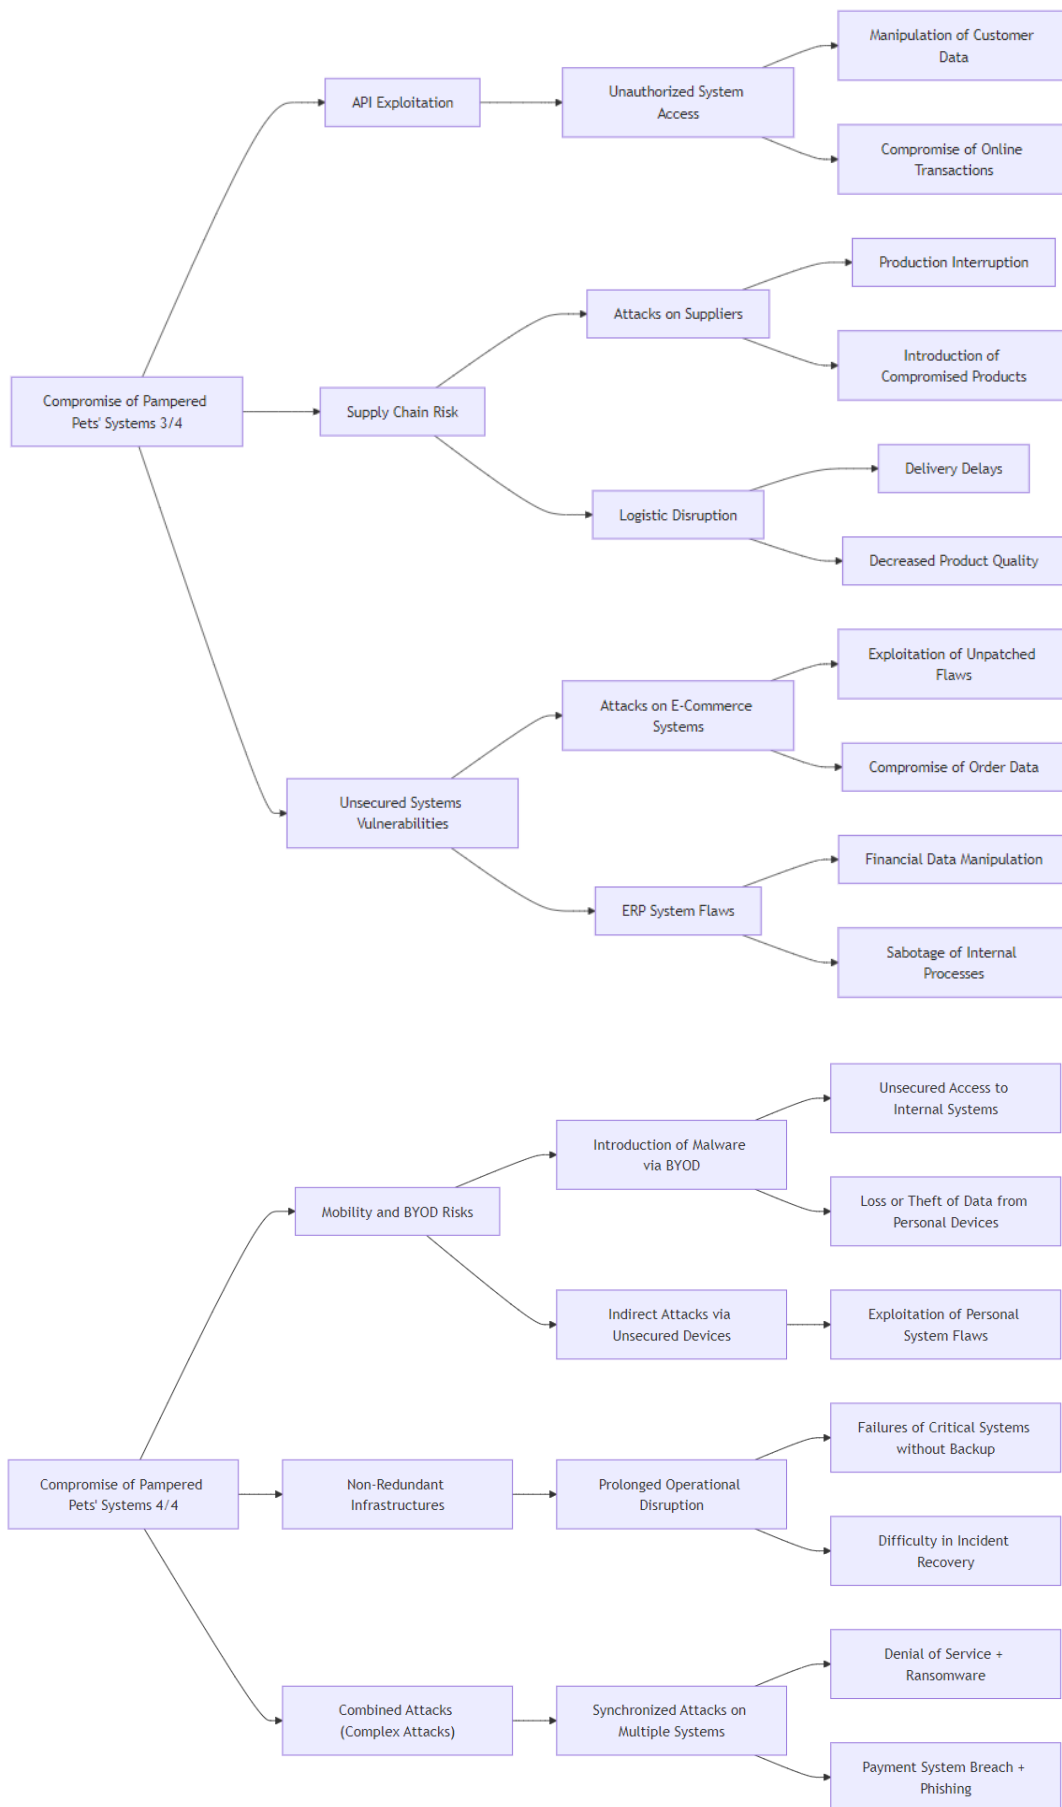 Manipulation of Customer
Data
API Exploitation
Unauthorized System
Access
Compromise of Online
Transactions
Production Interruption
Attacks on Suppliers
Introduction of
Compromised Products
Compromise of Pampered
Pets' Systems 3/4
Supply Chain Risk
Delivery Delays
Logistic Disruption
Decreased Product Quality
Exploitation of Unpatched
Flaws
Attacks on E-Commerce
Systems
Compromise of Order Data
Unsecured Systems
Vulnerabilities
Financial Data Manipulation
ERP System Flaws
Sabotage of Internal
Processes
Unsecured Access to
Internal Systems
Introduction of Malware
via BYOD
Mobility and BYOD Risks
Loss or Theft of Data from
Personal Devices
Indirect Attacks via
Unsecured Devices
Exploitation of Personal
System Flaws
Failures of Critical Systems
without Backup
Compromise of Pampered
Pets' Systems 4/4
Non-Redundant
Infrastructures
Prolonged Operational
Disruption
Difficulty in Incident
Recovery
Denial of Service +
Ransomware
Combined Attacks
(Complex Attacks)
Synchronized Attacks on
Multiple Systems
Payment System Breach +
Phishing